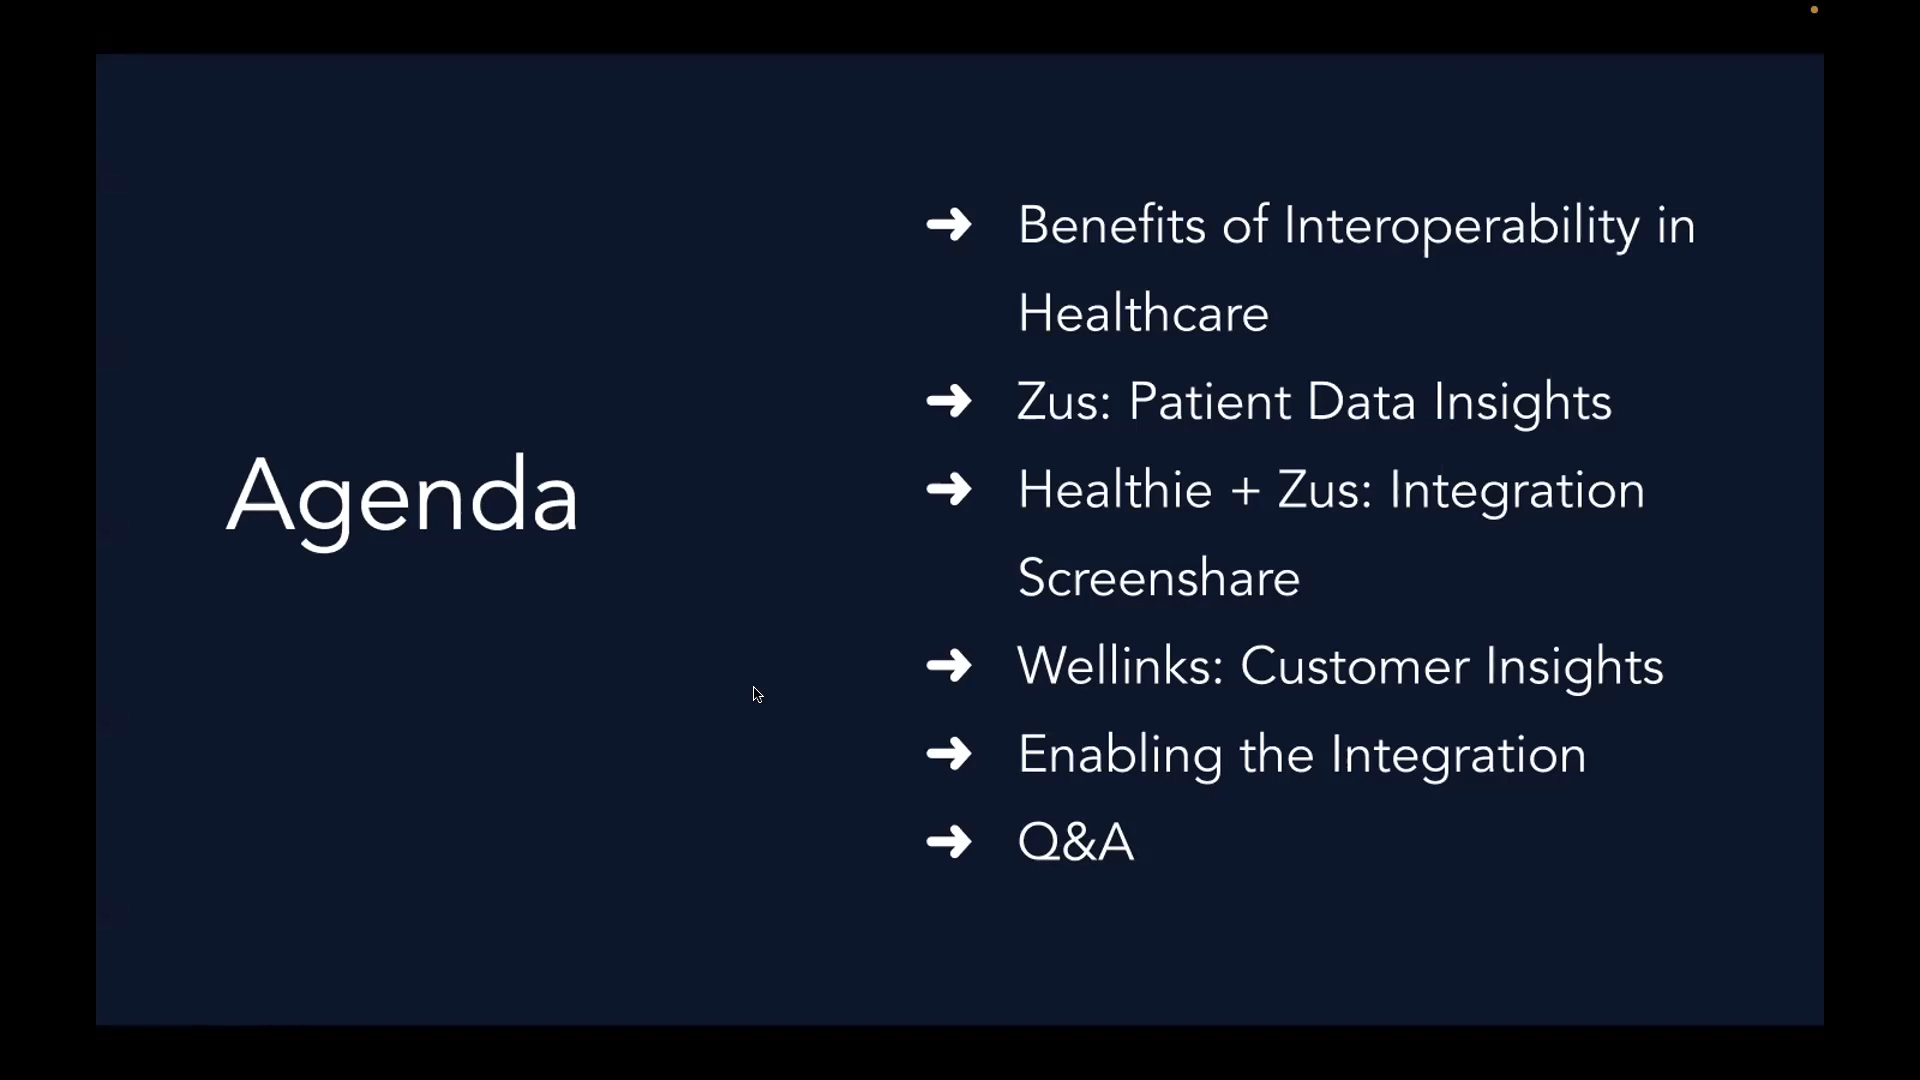 Agenda
➜ Benefits of Interoperability in
Healthcare
➜ Zus: Patient Data Insights
➜ Healthie + Zus: Integration
Screenshare
➜ Wellinks: Customer Insights
➜ Enabling the Integration
➜ Q&A